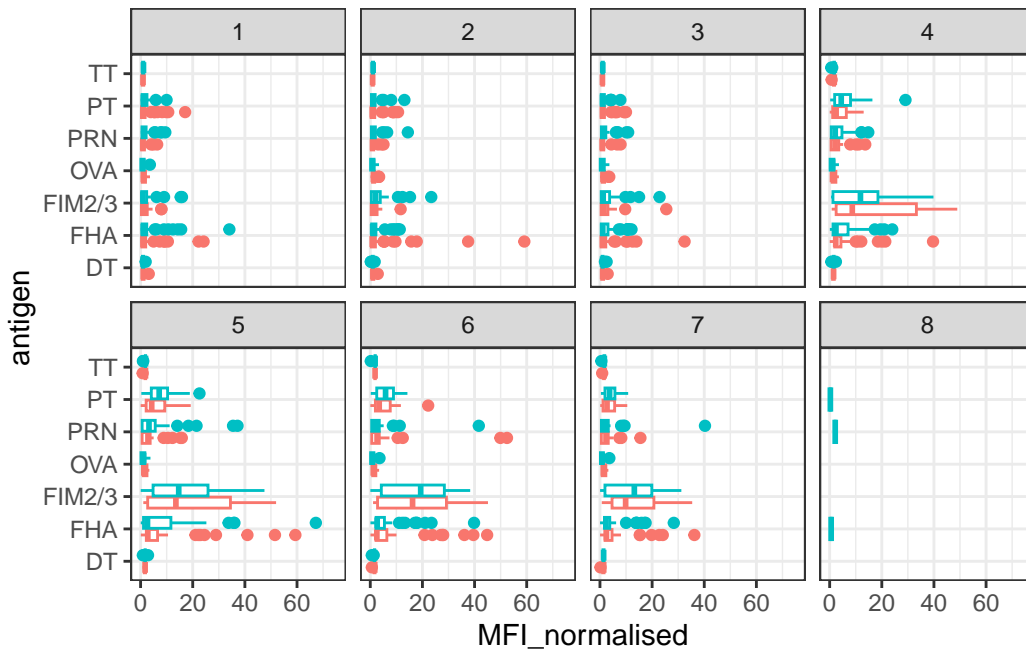 1 2 3 4
TT
PT
PRN
OVA
FIM2/3
FHA
DT
antigen
5 6 7 8
TT
PT
PRN
OVA
FIM2/3
FHA
DT
0 20 40 60 0 20 40 60 0 20 40 60 0 20 40 60
MFI_normalised